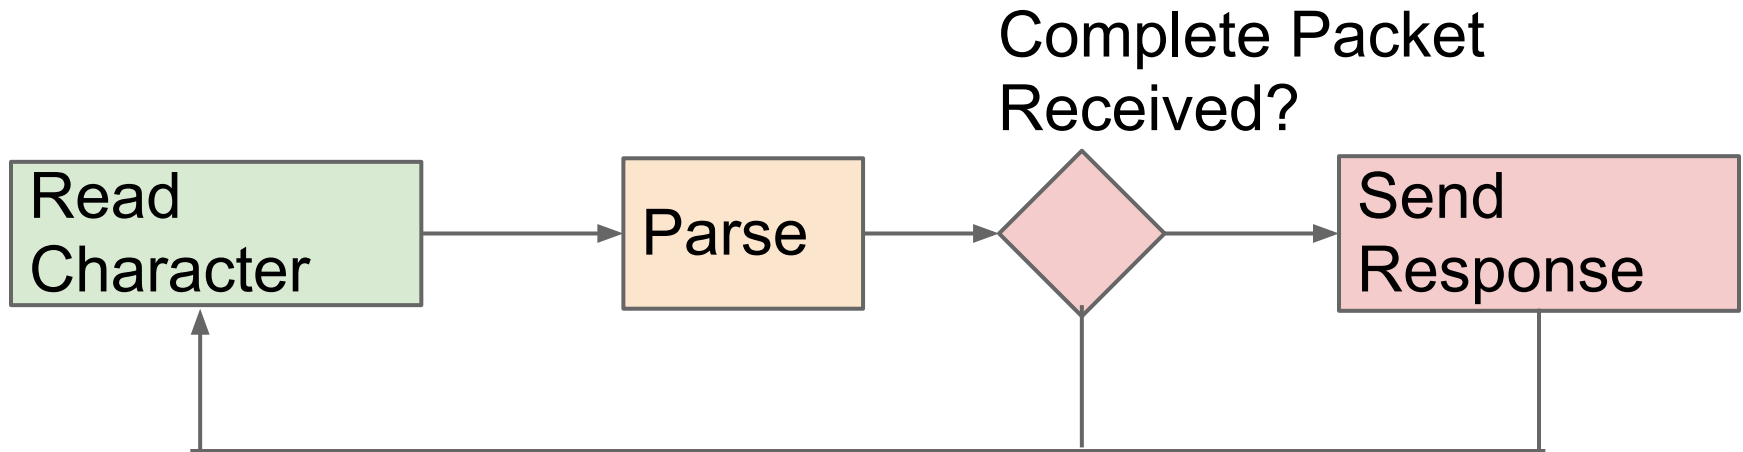 Complete Packet
Received?
Read
Character
Parse
Send
Response